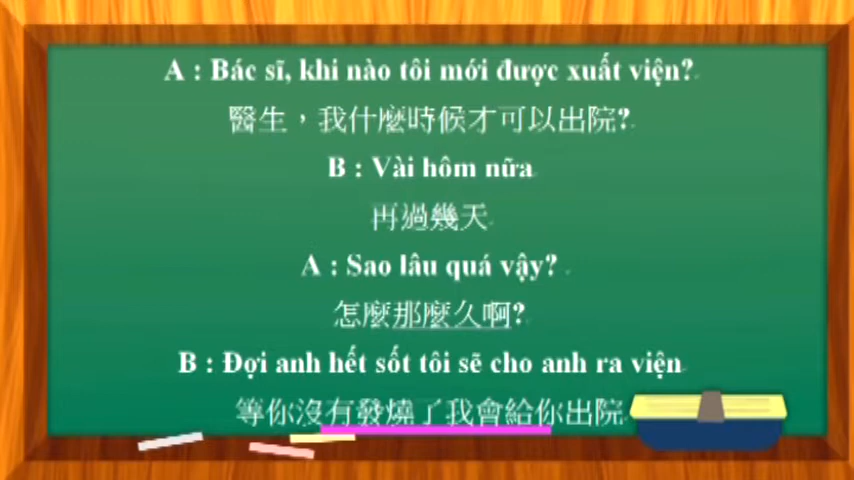 A : Bác sĩ, khi nào tôi mới được xuất viện?
醫生，我什麼時候才可以出院?
B : Vài hôm nữa
再過幾天
A : Sao lâu quá vậy?
怎麼那麼久啊?
B : Đợi anh hết sốt tôi sẽ cho anh ra viện
等你沒有發燒了我會給你出院